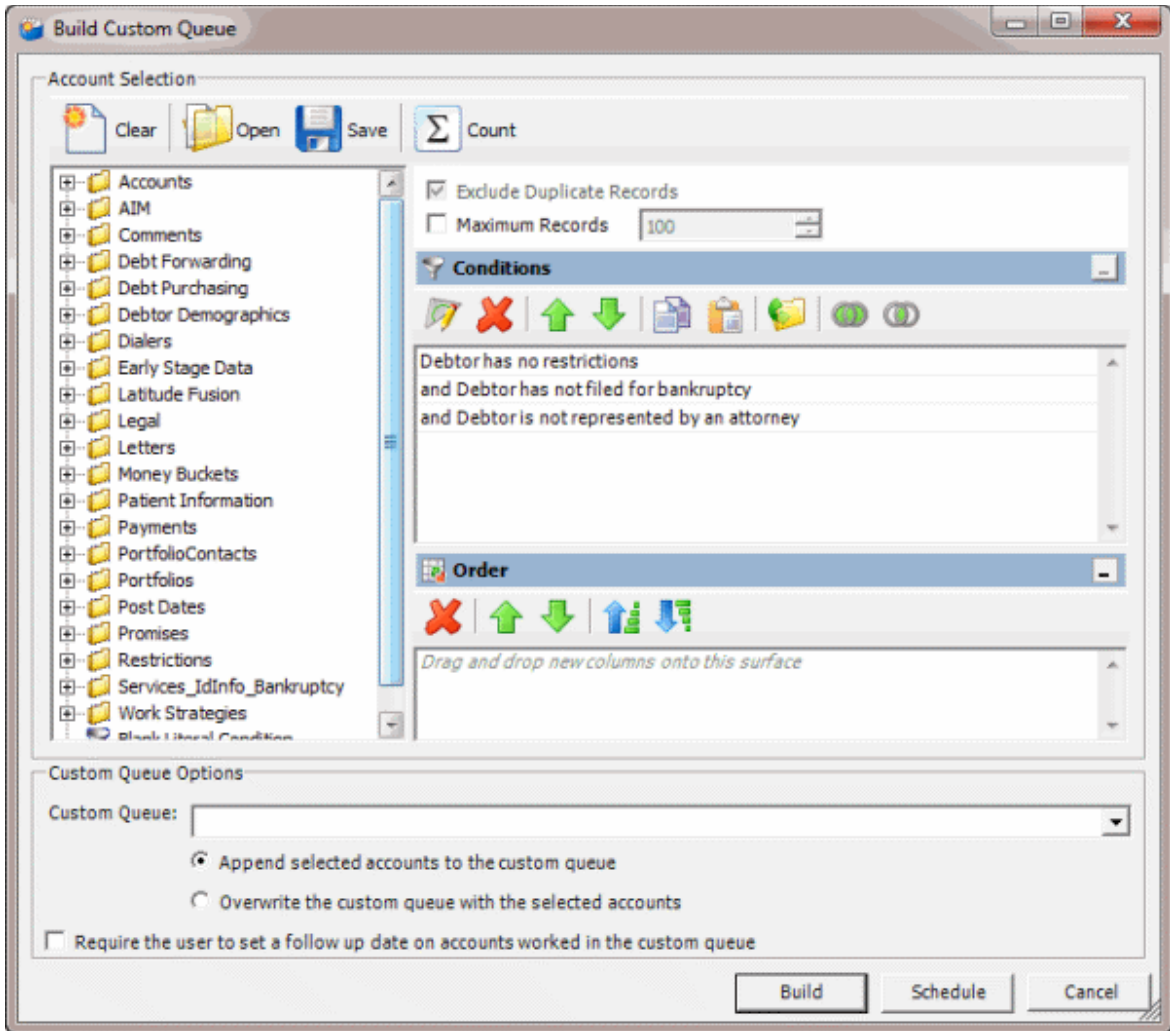 Build Custom Queue
Account Selection
Clear
Open
Save
Σ Count
Accounts
AIM
Comments
Debt Forwarding
Debt Purchasing
Debtor Demographics
Dialers
Early Stage Data
Latitude Fusion
Legal
Letters
Money Buckets
Patient Information
Payments
PortfolioContacts
Portfolios
Post Dates
Promises
Restrictions
Services_IdInfo_Bankruptcy
Work Strategies
Blank Literal Condition
Exclude Duplicate Records
Maximum Records 100
Conditions
Debtor has no restrictions
and Debtor has not filed for bankruptcy
and Debtor is not represented by an attorney
Order
Drag and drop new columns onto this surface
Custom Queue Options
Custom Queue:
Append selected accounts to the custom queue
Overwrite the custom queue with the selected accounts
Require the user to set a follow up date on accounts worked in the custom queue
Build
Schedule
Cancel